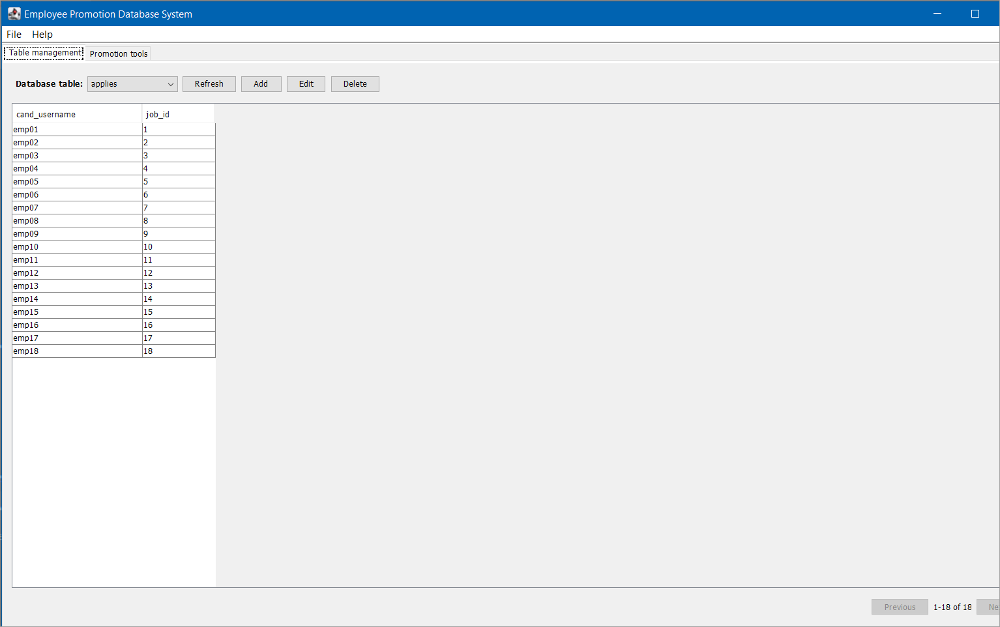 Employee Promotion Database System
File Help
Table management Promotion tools
Database table: applies Refresh Add Edit Delete
cand_username job_id
emp01 1
emp02 2
emp03 3
emp04 4
emp05 5
emp06 6
emp07 7
emp08 8
emp09 9
emp10 10
emp11 11
emp12 12
emp13 13
emp14 14
emp15 15
emp16 16
emp17 17
emp18 18
Previous 1-18 of 18